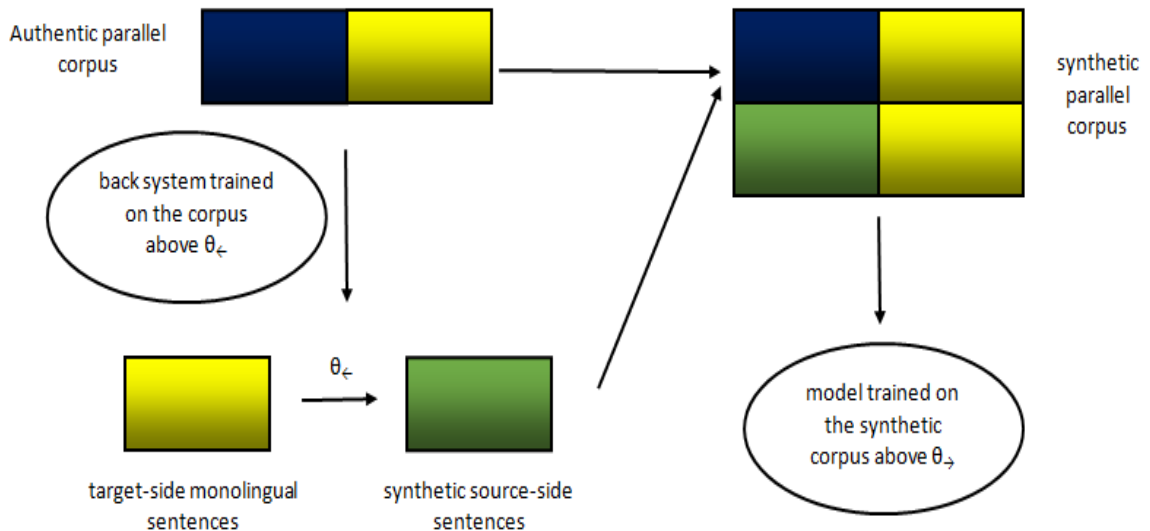 Authentic parallel
corpus
synthetic
parallel
corpus
back system trained
on the corpus
above θ←
θ←
model trained on
the synthetic
corpus above θ→
target-side monolingual
sentences
synthetic source-side
sentences